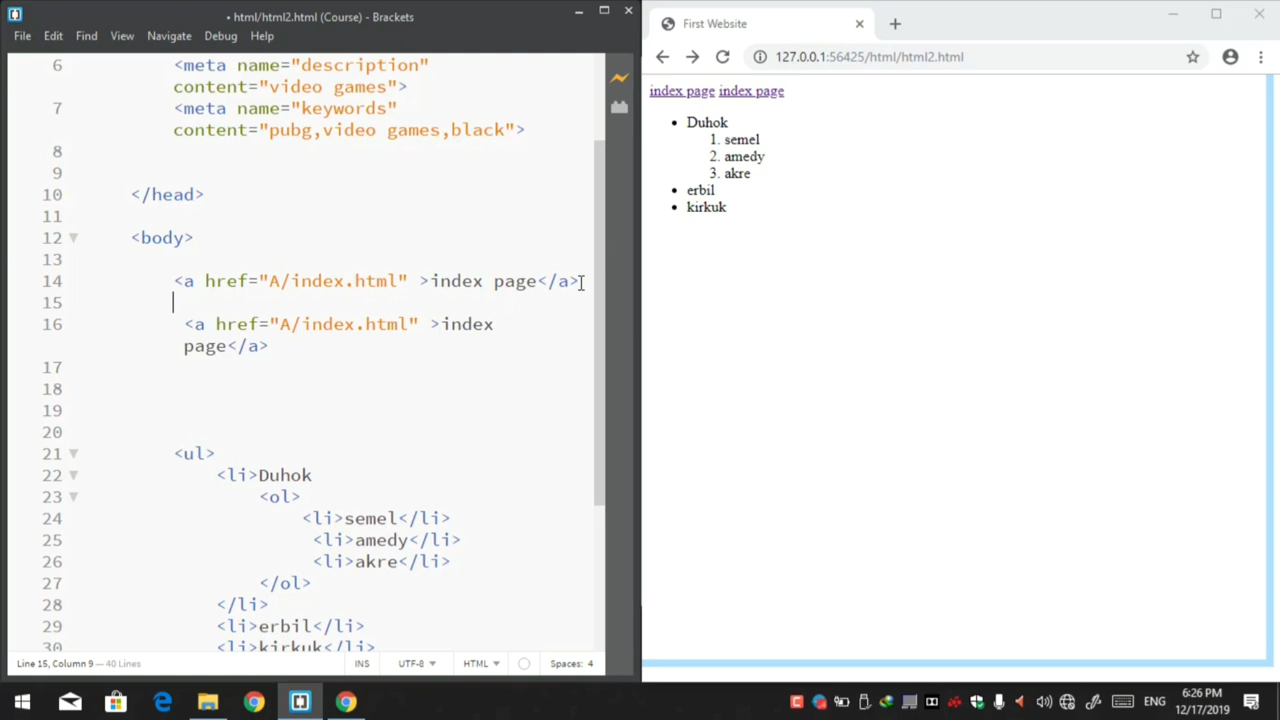 • html/html2.html (Course) - Brackets
File Edit Find View Navigate Debug Help
6 <meta name="description"
content="video games">
7 <meta name="keywords"
content="pubg,video games,black">
8
9
10 </head>
11
12 <body>
13
14 <a href="A/index.html" >index page</a>
15
16 <a href="A/index.html" >index
page</a>
17
18
19
20
21 <ul>
22 <li>Duhok
23 <ol>
24 <li>semel</li>
25 <li>amedy</li>
26 <li>akre</li>
27 </ol>
28 </li>
29 <li>erbil</li>
30 <li>kirkuk</li>
Line 15, Column 9 — 40 Lines INS UTF-8 HTML Spaces: 4
First Website
127.0.0.1:56425/html/html2.html
index page index page
• Duhok
1. semel
2. amedy
3. akre
• erbil
• kirkuk
ENG
6:26 PM
12/17/2019